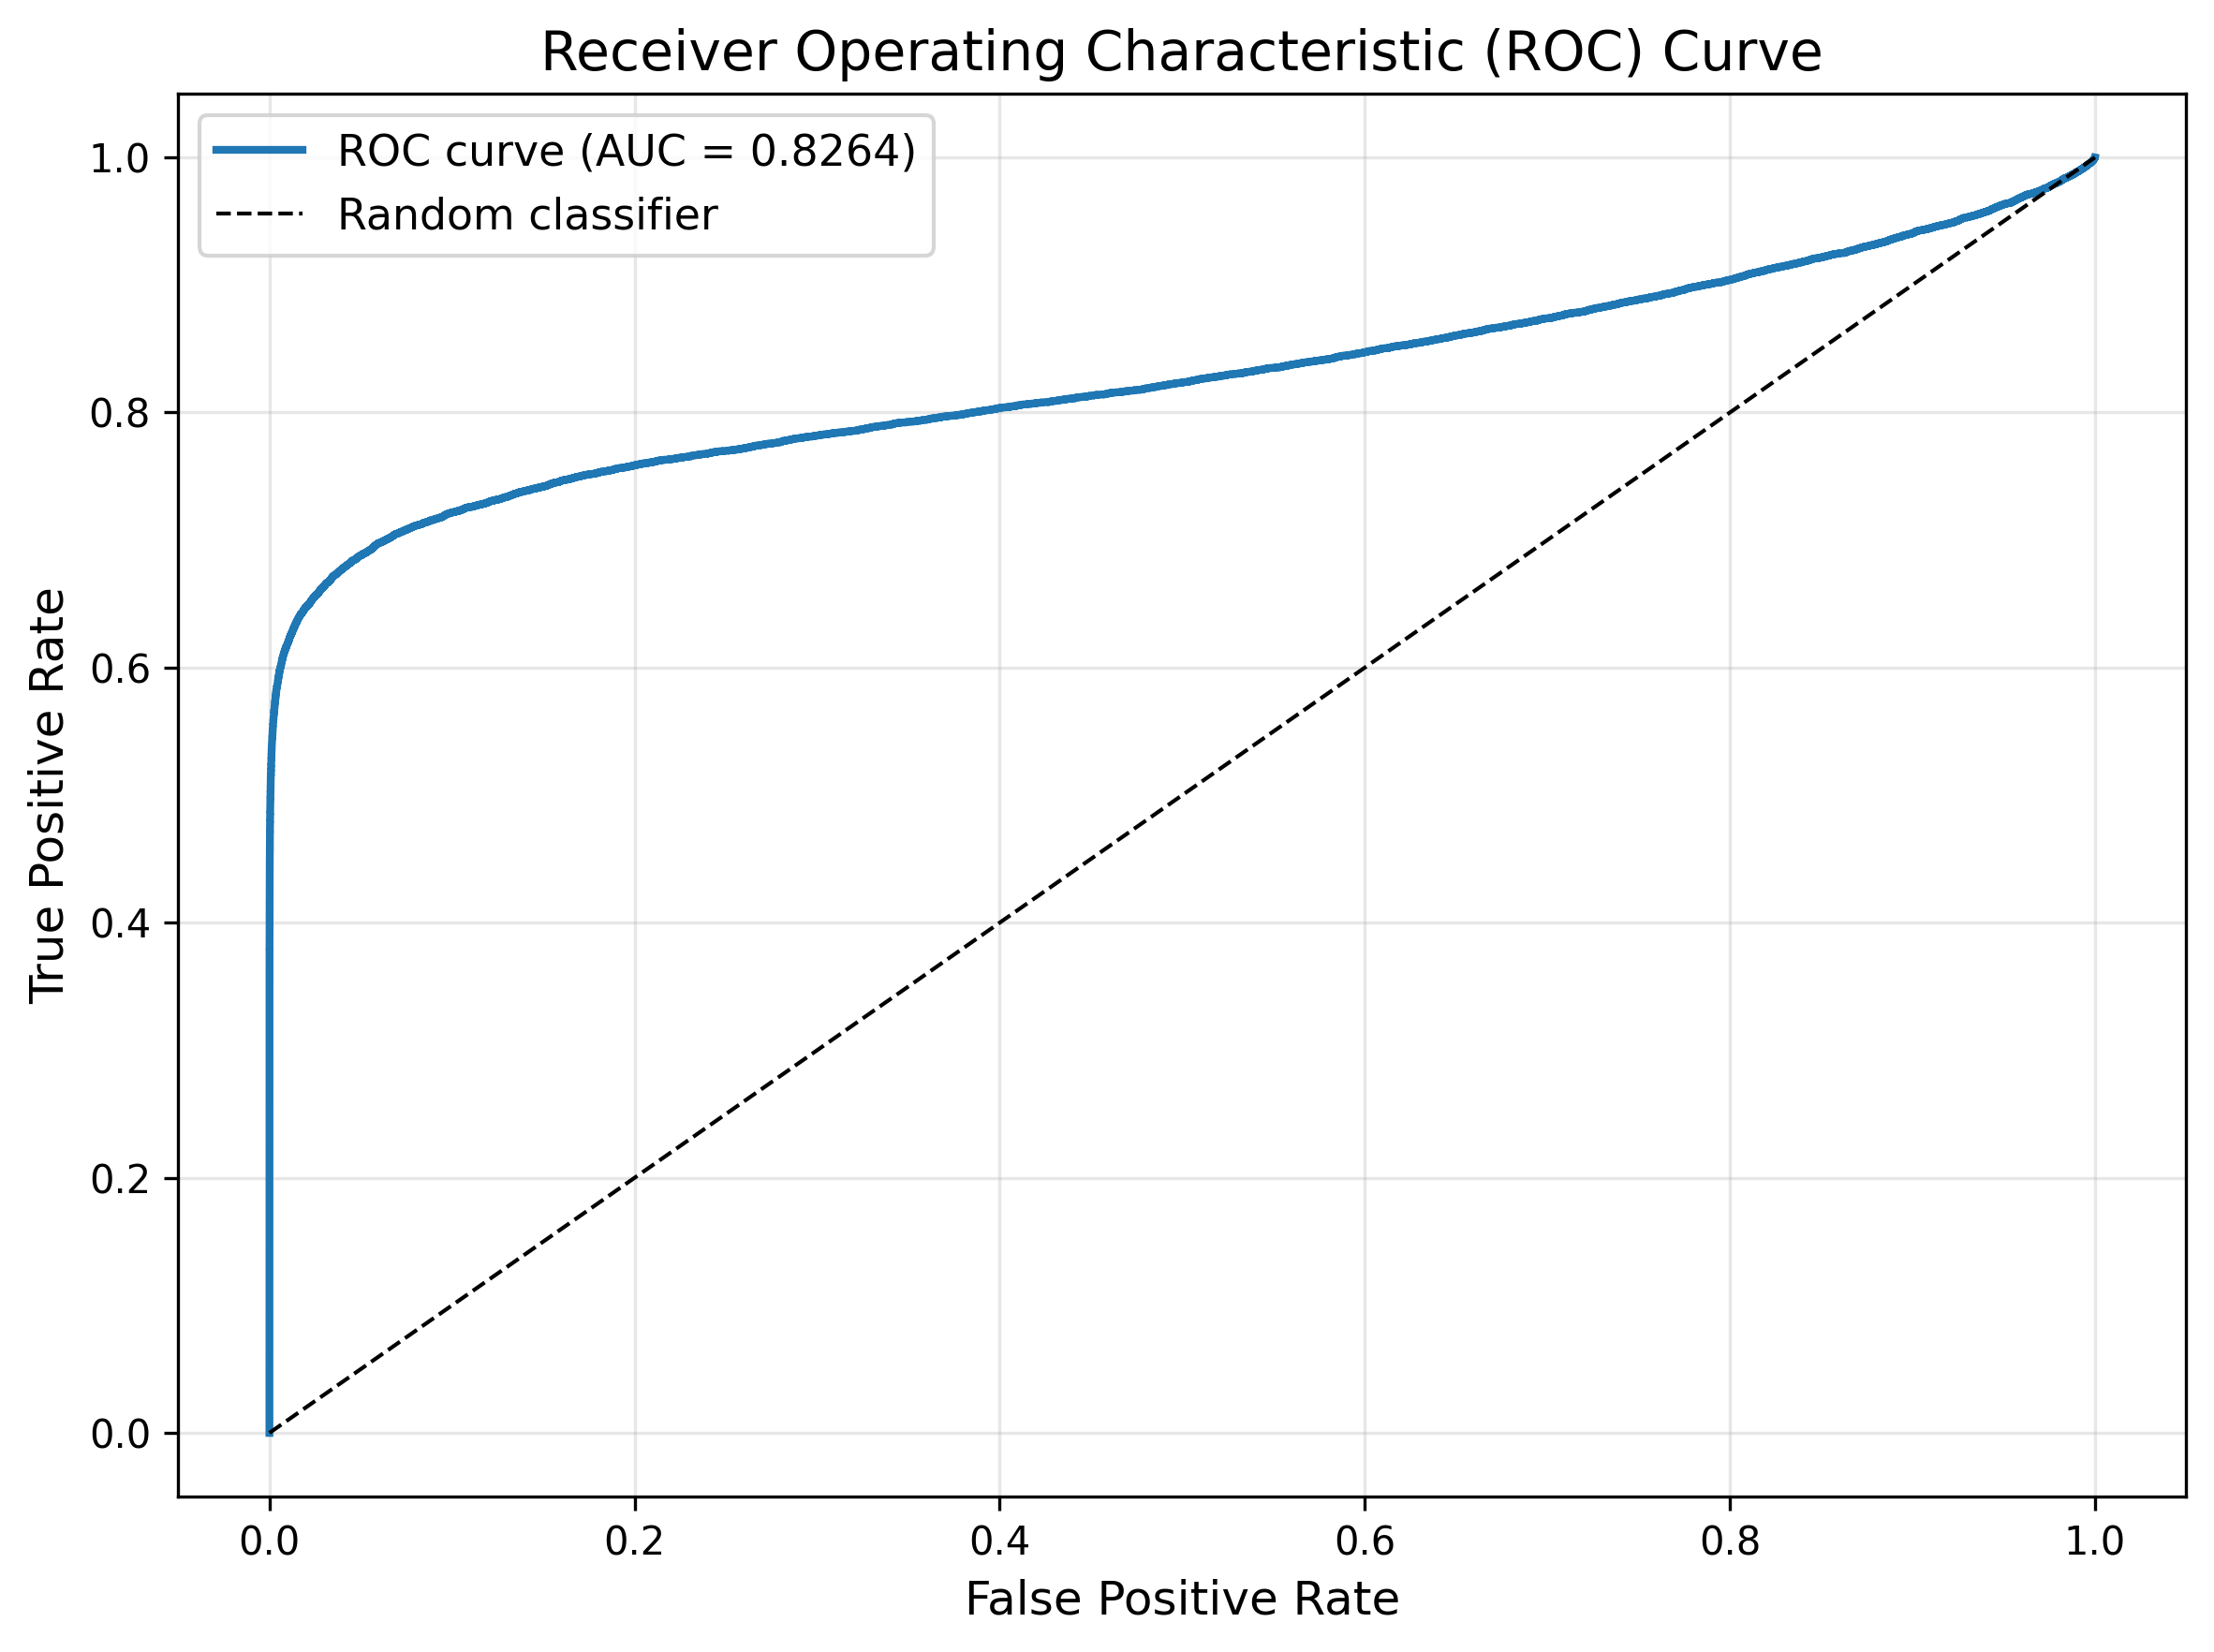 Receiver Operating Characteristic (ROC) Curve
ROC curve (AUC = 0.8264)
Random classifier
1.0
0.8
0.6
0.4
0.2
0.0
True Positive Rate
0.0 0.2 0.4 0.6 0.8 1.0
False Positive Rate